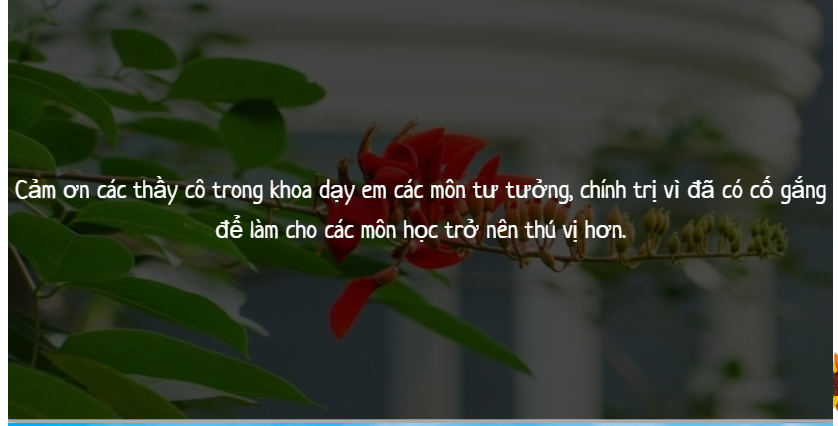 Cảm ơn các thầy cô trong khoa dạy em các môn tư tưởng, chính trị vì đã có cố gắng
để làm cho các môn học trở nên thú vị hơn.